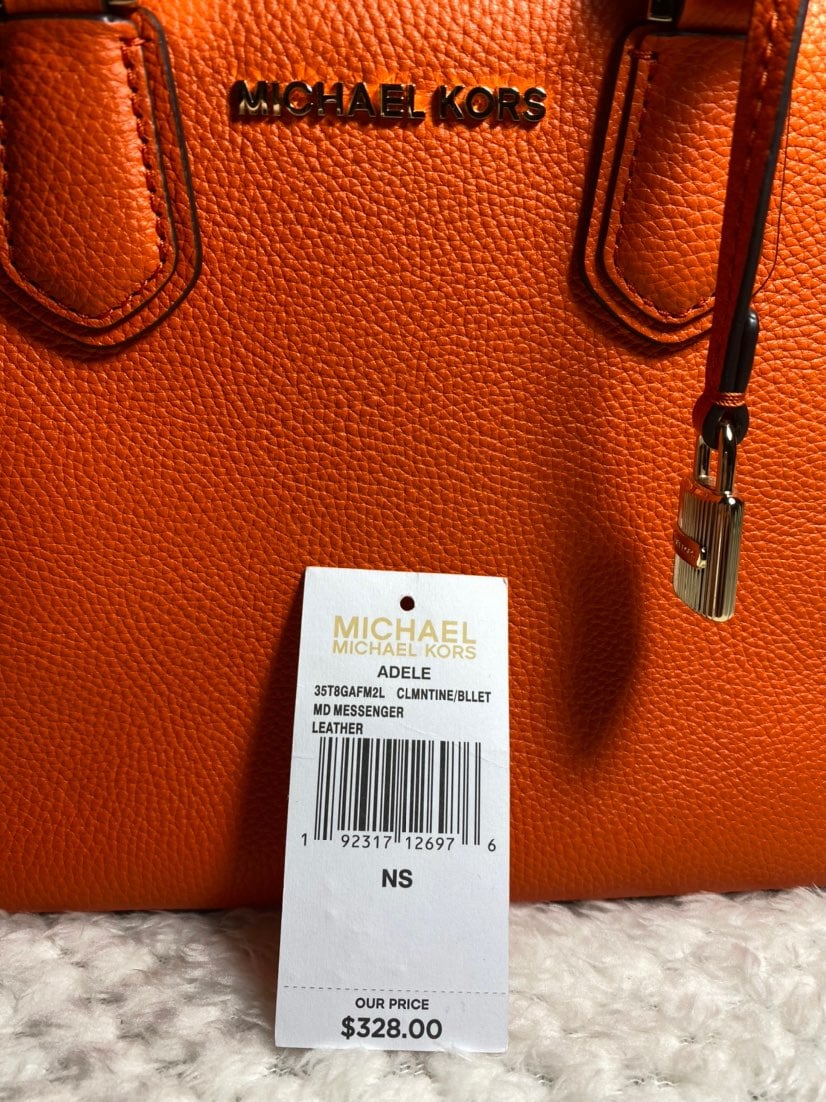 MICHAEL KORS
MICHAEL
MICHAEL KORS
ADELE
35T8GAFM2L CLMNTINE/BLLET
MD MESSENGER
LEATHER
1 92317 12697 6
NS
OUR PRICE
$328.00